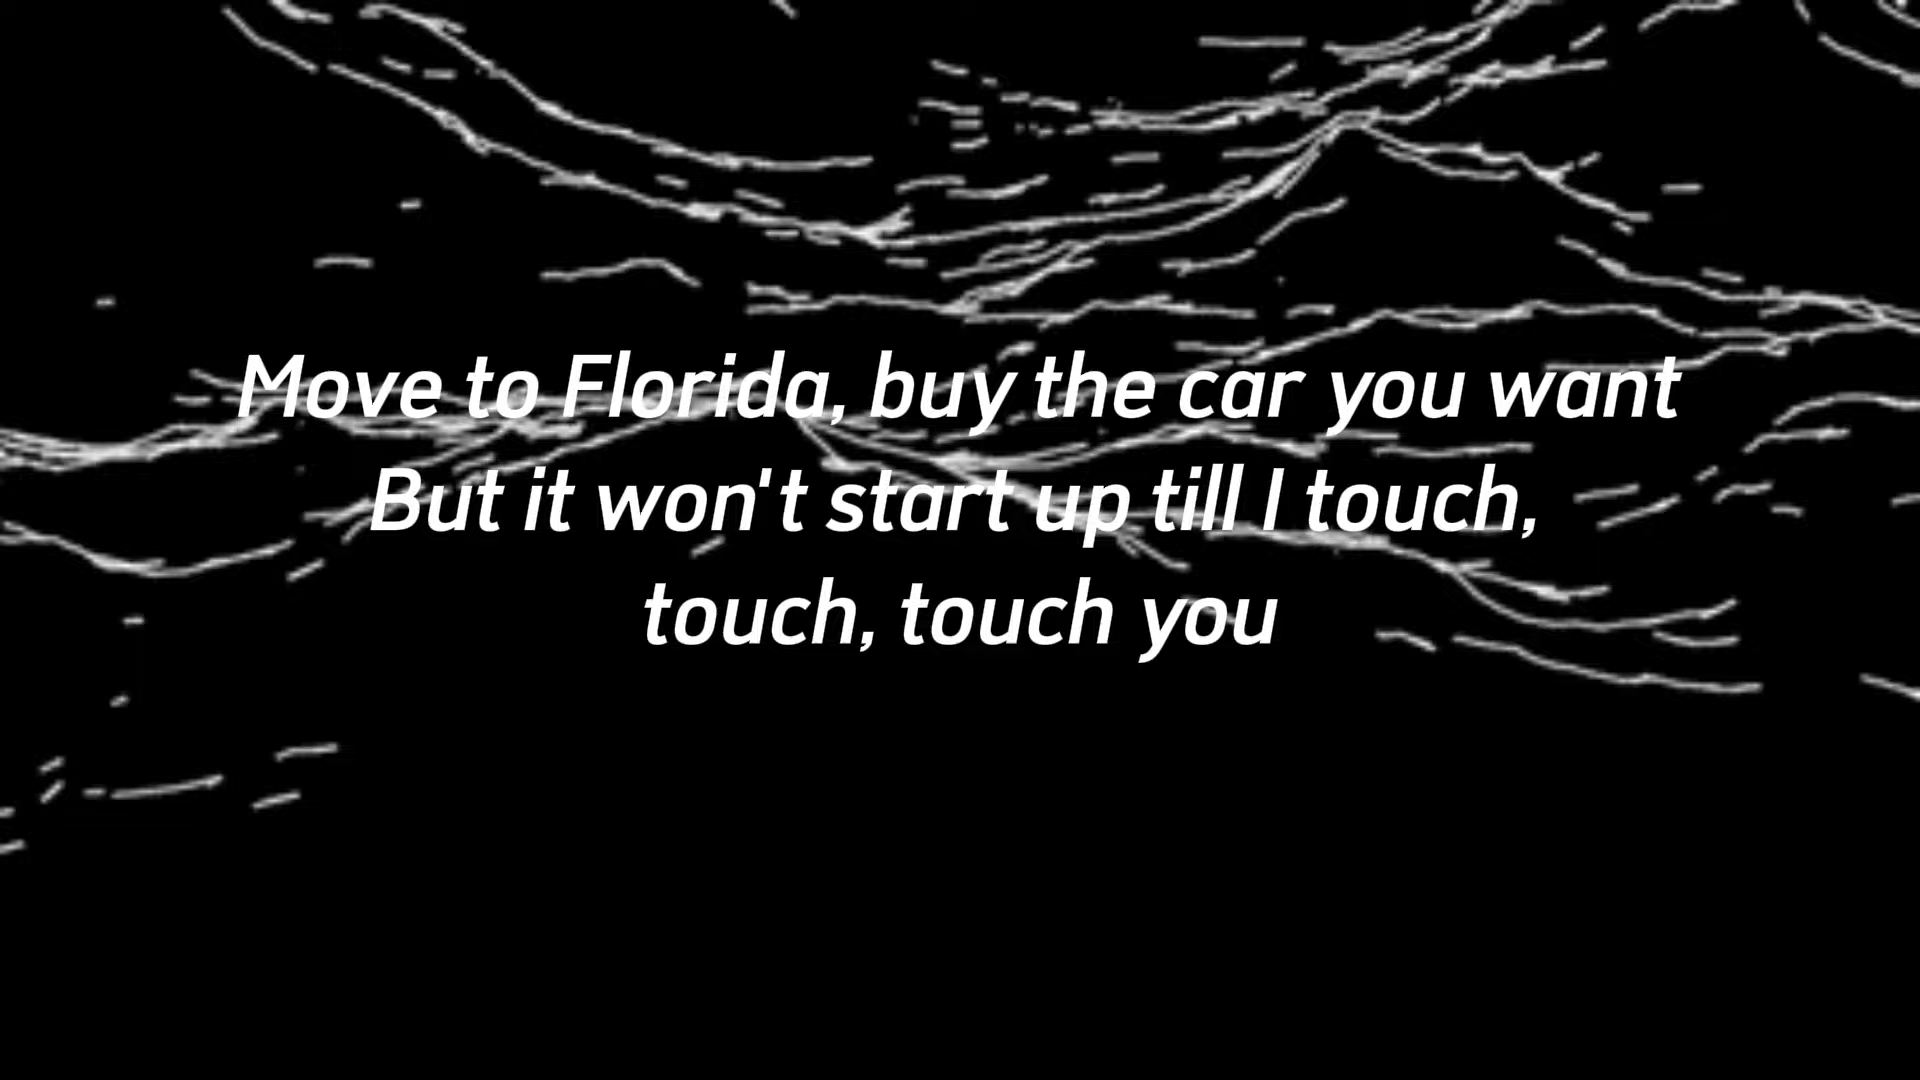 Move to Florida, buy the car you want
But it won't start up till I touch,
touch, touch you